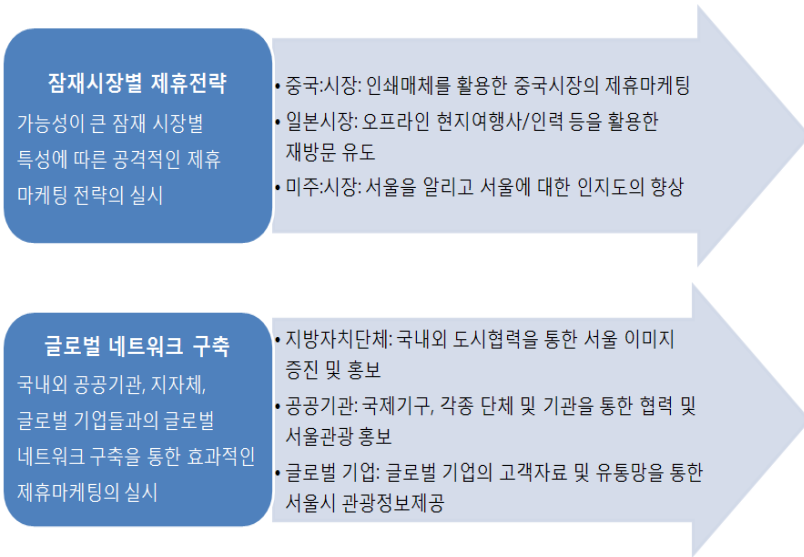 잠재시장별 제휴전략
가능성이 큰 잠재 시장별
특성에 따른 공격적인 제휴
마케팅 전략의 실시
• 중국:시장: 인쇄매체를 활용한 중국시장의 제휴마케팅
• 일본시장: 오프라인 현지여행사/인력 등을 활용한
재방문 유도
• 미주:시장: 서울을 알리고 서울에 대한 인지도의 향상
글로벌 네트워크 구축
국내외 공공기관, 지자체,
글로벌 기업들과의 글로벌
네트워크 구축을 통한 효과적인
제휴마케팅의 실시
• 지방자치단체: 국내외 도시협력을 통한 서울 이미지
증진 및 홍보
• 공공기관: 국제기구, 각종 단체 및 기관을 통한 협력 및
서울관광 홍보
• 글로벌 기업: 글로벌 기업의 고객자료 및 유통망을 통한
서울시 관광정보제공